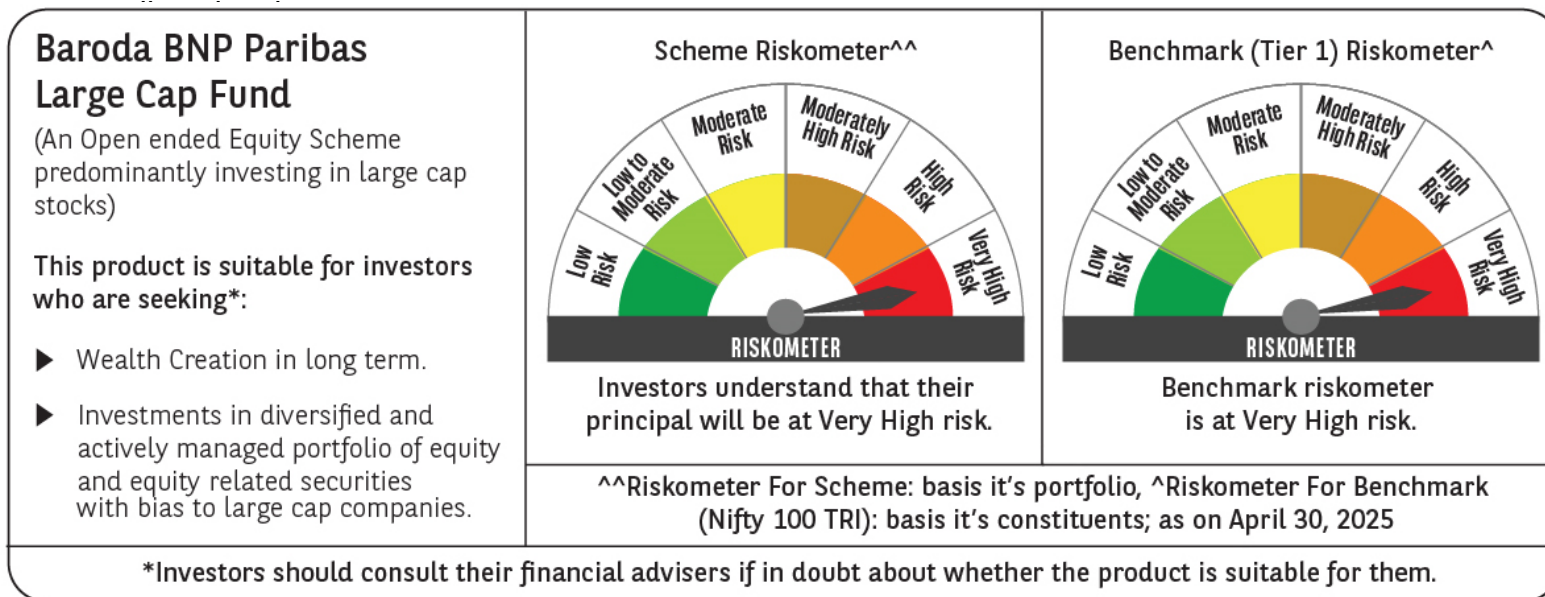 Baroda BNP Paribas
Large Cap Fund
(An Open ended Equity Scheme
predominantly investing in large cap
stocks)
This product is suitable for investors
who are seeking*:
▶ Wealth Creation in long term.
▶ Investments in diversified and
actively managed portfolio of equity
and equity related securities
with bias to large cap companies.
Scheme Riskometer^^
Low
Risk
Low to
Moderate
Risk
Moderate
Risk
Moderately
High Risk
High
Risk
Very High
Risk
RISKOMETER
Investors understand that their
principal will be at Very High risk.
Benchmark (Tier 1) Riskometer^
Low
Risk
Low to
Moderate
Risk
Moderate
Risk
Moderately
High Risk
High
Risk
Very High
Risk
RISKOMETER
Benchmark riskometer
is at Very High risk.
^^Riskometer For Scheme: basis it's portfolio, ^Riskometer For Benchmark
(Nifty 100 TRI): basis it's constituents; as on April 30, 2025
*Investors should consult their financial advisers if in doubt about whether the product is suitable for them.